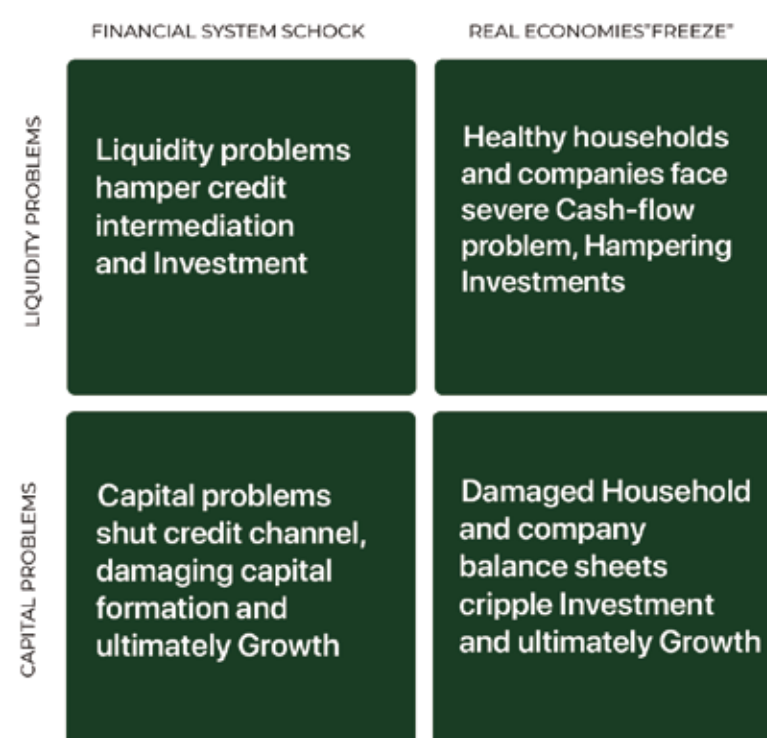 FINANCIAL SYSTEM SCHOCK
REAL ECONOMIES"FREEZE"
LIQUIDITY PROBLEMS
Liquidity problems
hamper credit
intermediation
and Investment
Healthy households
and companies face
severe Cash-flow
problem, Hampering
Investments
CAPITAL PROBLEMS
Capital problems
shut credit channel,
damaging capital
formation and
ultimately Growth
Damaged Household
and company
balance sheets
cripple Investment
and ultimately Growth